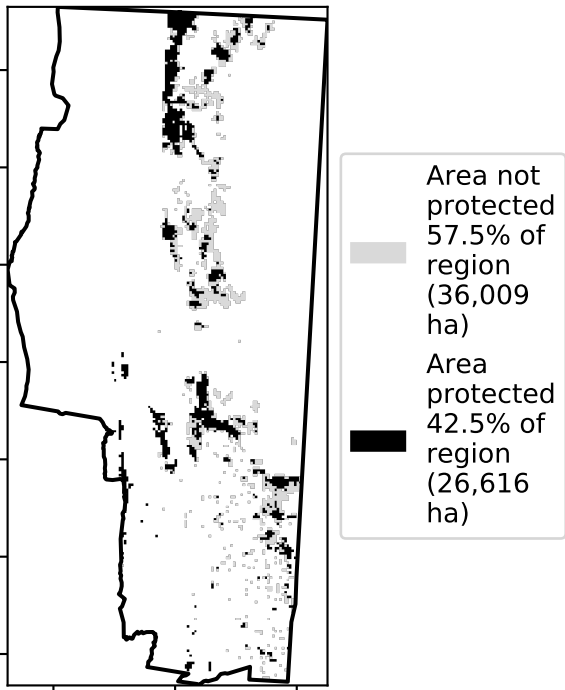 Area not
protected
57.5% of
region
(36,009
ha)
Area
protected
42.5% of
region
(26,616
ha)